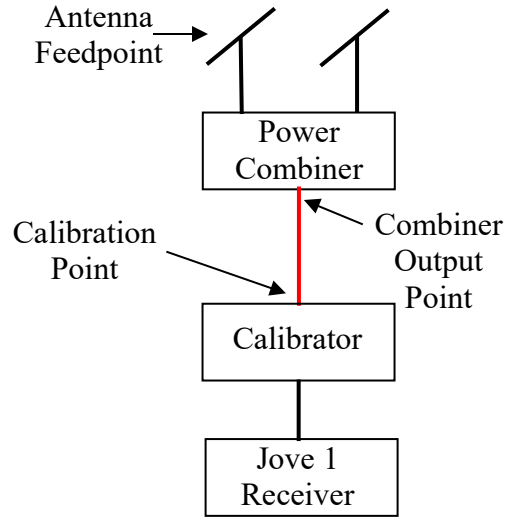 Antenna
Feedpoint
Power
Combiner
Calibration
Point
Combiner
Output
Point
Calibrator
Jove 1
Receiver